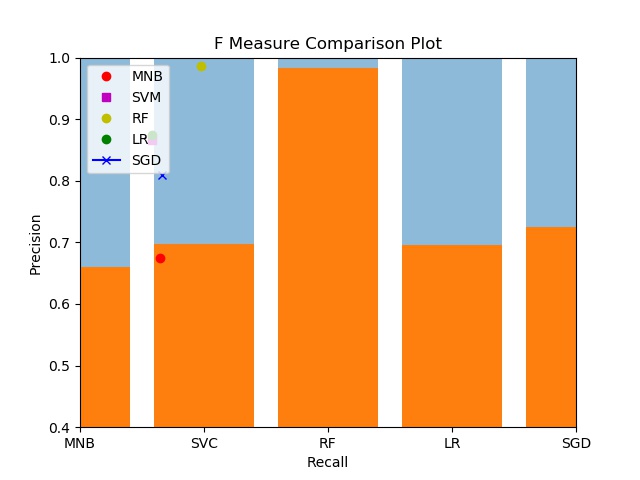 F Measure Comparison Plot
Precision
1.0
0.9
0.8
0.7
0.6
0.5
0.4
MNB
SVM
RF
LR
SGD
MNB SVC RF LR SGD
Recall